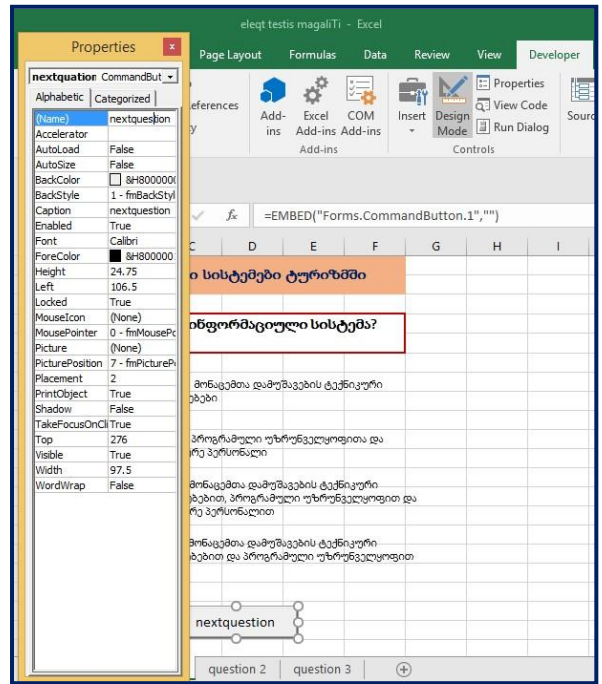 eleqt testis magaliTi - Excel
Properties
Page Layout Formulas Data Review View Developer
nextquation CommandBut
Alphabetic Categorized
(Name) nextquestion
Accelerator
AutoLoad False
AutoSize False
BackColor &H8000000
BackStyle 1 - fmBackStyl
Caption nextquestion
Enabled True
Font Calibri
ForeColor &H800000
Height 24.75
Left 106.5
Locked True
MouseIcon (None)
MousePointer 0 - fmMousePo
Picture (None)
PicturePosition 7 - fmPicturePo
Placement 2
PrintObject True
Shadow False
TakeFocusOnCli True
Top 276
Visible True
Width 97.5
WordWrap False
eferences
Add-ins
Excel Add-ins
COM Add-ins
Add-ins
Insert
Design Mode
Properties
View Code
Run Dialog
Controls
Sourc
fx =EMBED("Forms.CommandButton.1","")
C D E F G H I
ი სისტემები ტურიზმში
ინფორმაციული სისტემა?
მონაცემთა დამუშავების ტექნიკური
ებები
პროგრამული უზრუნველყოფითა და
რე პერსონალი
მონაცემთა დამუშავების ტექნიკური
ებებით, პროგრამული უზრუნველყოფით და
რე პერსონალით
მონაცემთა დამუშავების ტექნიკური
ებებით და პროგრამული უზრუნველყოფით
nextquestion
question 2 question 3